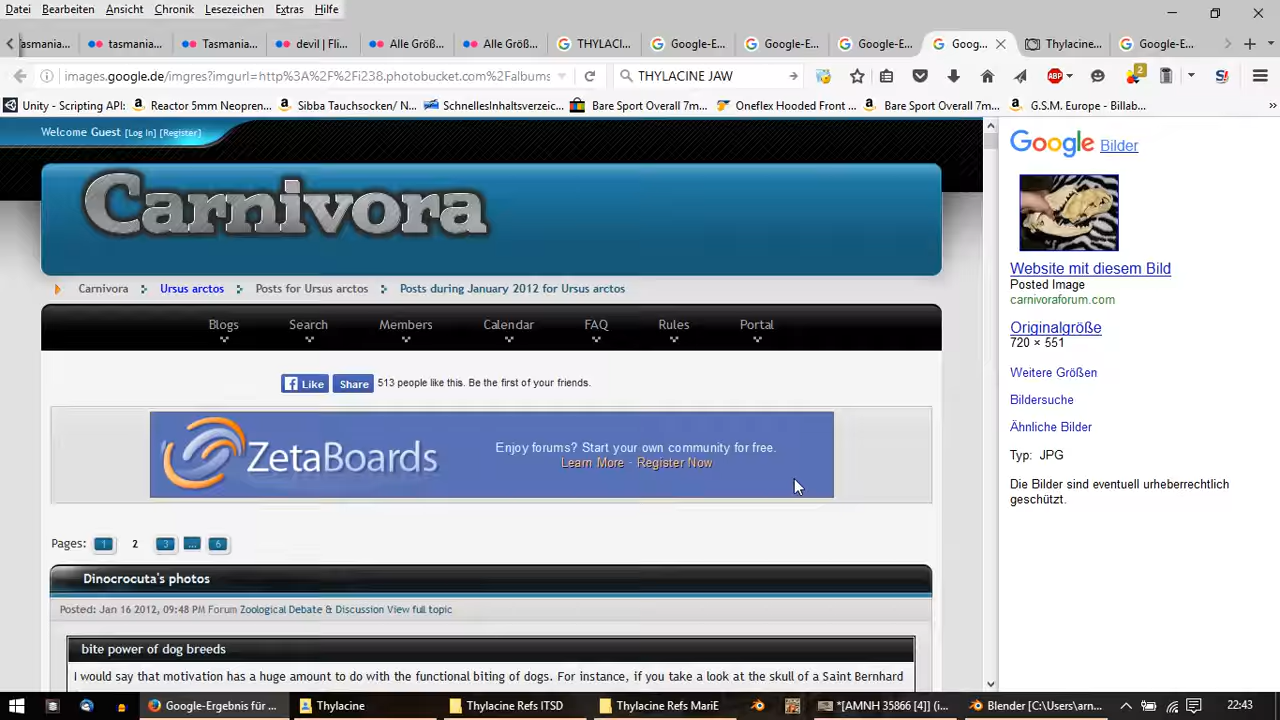 Datei Bearbeiten Ansicht Chronik Lesezeichen Extras Hilfe
asmania... tasmani... Tasmani... devil | Fli... Alle Größ... Alle Größ... THYLACI... Google-E... Google-E... Google-E... Goog... Thylacine... Google-E...
images.google.de/imgres?imgurl=http%3A%2F%2Fi238.photobucket.com%2Falbums THYLACINE JAW ABP 2
Unity - Scripting API: Reactor 5mm Neopren... Sibba Tauchsocken/ N... SchnellesInhaltsverzeic... Bare Sport Overall 7m... Oneflex Hooded Front ... Bare Sport Overall 7m... G.S.M. Europe - Billab... »
Welcome Guest [Log In] [Register]
Carnivora
Carnivora Ursus arctos Posts for Ursus arctos Posts during January 2012 for Ursus arctos
Blogs Search Members Calendar FAQ Rules Portal
Like Share 513 people like this. Be the first of your friends.
ZetaBoards
Enjoy forums? Start your own community for free.
Learn More - Register Now
Pages: 1 2 3 ... 6
Dinocrocuta's photos
Posted: Jan 16 2012, 09:48 PM Forum Zoological Debate & Discussion View full topic
bite power of dog breeds
I would say that motivation has a huge amount to do with the functional biting of dogs. For instance, if you take a look at the skull of a Saint Bernhard
Google Bilder
Website mit diesem Bild
Posted Image
carnivoraforum.com
Originalgröße
720 × 551
Weitere Größen
Bildersuche
Ähnliche Bilder
Typ: JPG
Die Bilder sind eventuell urheberrechtlich
geschützt.
Google-Ergebnis für ... Thylacine Thylacine Refs ITSD Thylacine Refs MariE *[AMNH 35866 [4]] (i... Blender [C:\Users\arn... 22:43